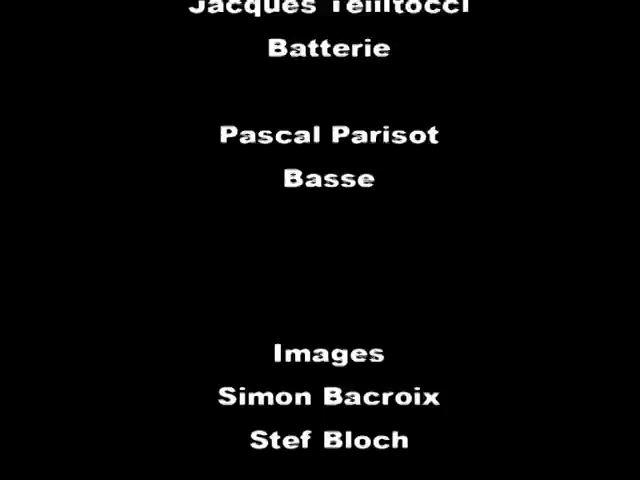 Jacques
Batterie
Pascal Parisot
Basse
Images
Simon Bacroix
Stef Bloch